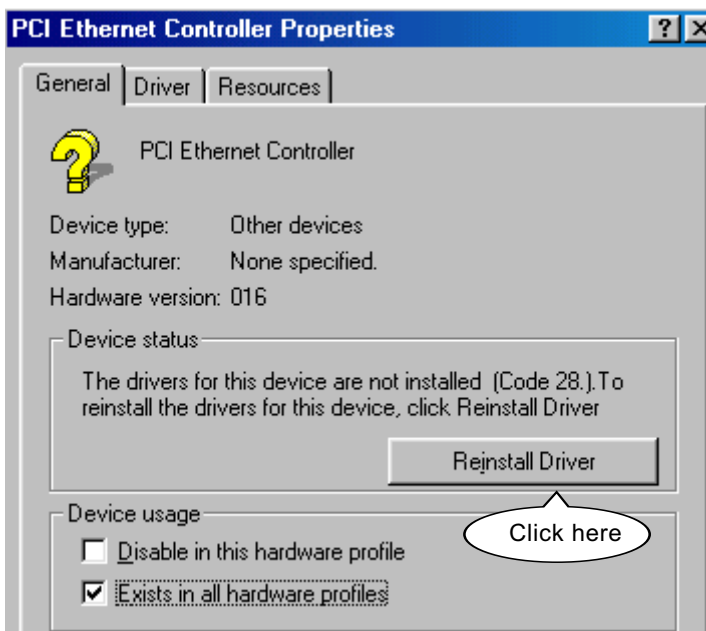 PCI Ethernet Controller Properties
? ×
General Driver Resources
PCI Ethernet Controller
Device type: Other devices
Manufacturer: None specified.
Hardware version: 016
Device status
The drivers for this device are not installed (Code 28.).To
reinstall the drivers for this device, click Reinstall Driver
Reinstall Driver
Click here
Device usage
Disable in this hardware profile
Exists in all hardware profiles